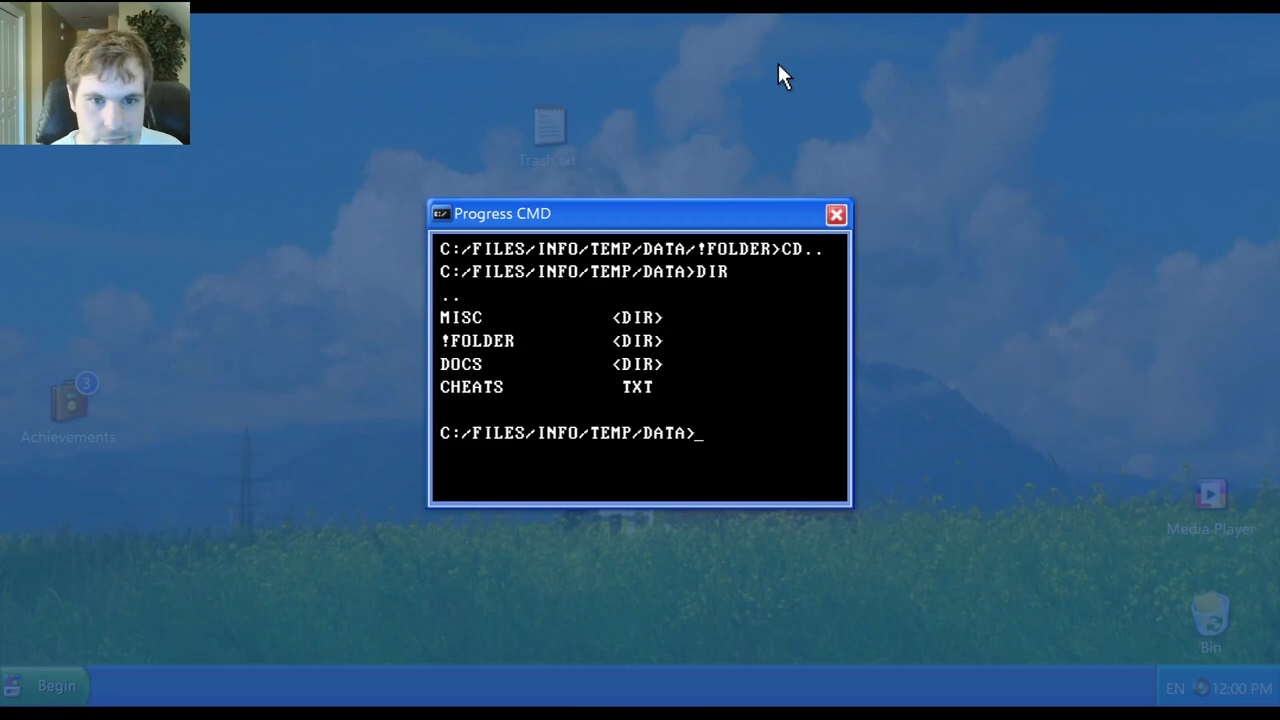 Trash.txt
Progress CMD
C:/FILES/INFO/TEMP/DATA/!FOLDER>CD..
C:/FILES/INFO/TEMP/DATA>DIR
..
MISC <DIR>
!FOLDER <DIR>
DOCS <DIR>
CHEATS TXT
C:/FILES/INFO/TEMP/DATA>_
3
Achievements
Media Player
Bin
Begin
EN 12:00 PM